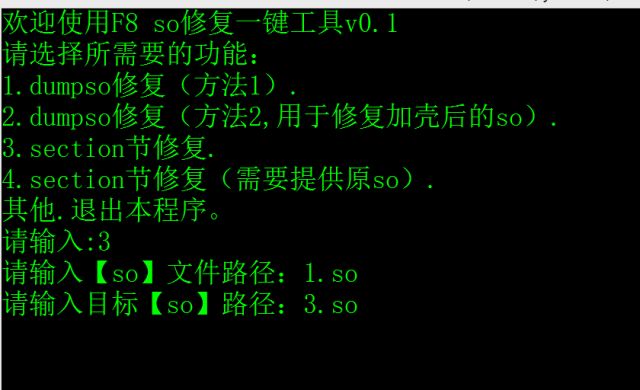 欢迎使用F8 so修复一键工具v0.1
请选择所需要的功能：
1.dumpso修复（方法1）.
2.dumpso修复（方法2,用于修复加壳后的so）.
3.section节修复.
4.section节修复（需要提供原so）.
其他.退出本程序。
请输入:3
请输入【so】文件路径：1.so
请输入目标【so】路径：3.so